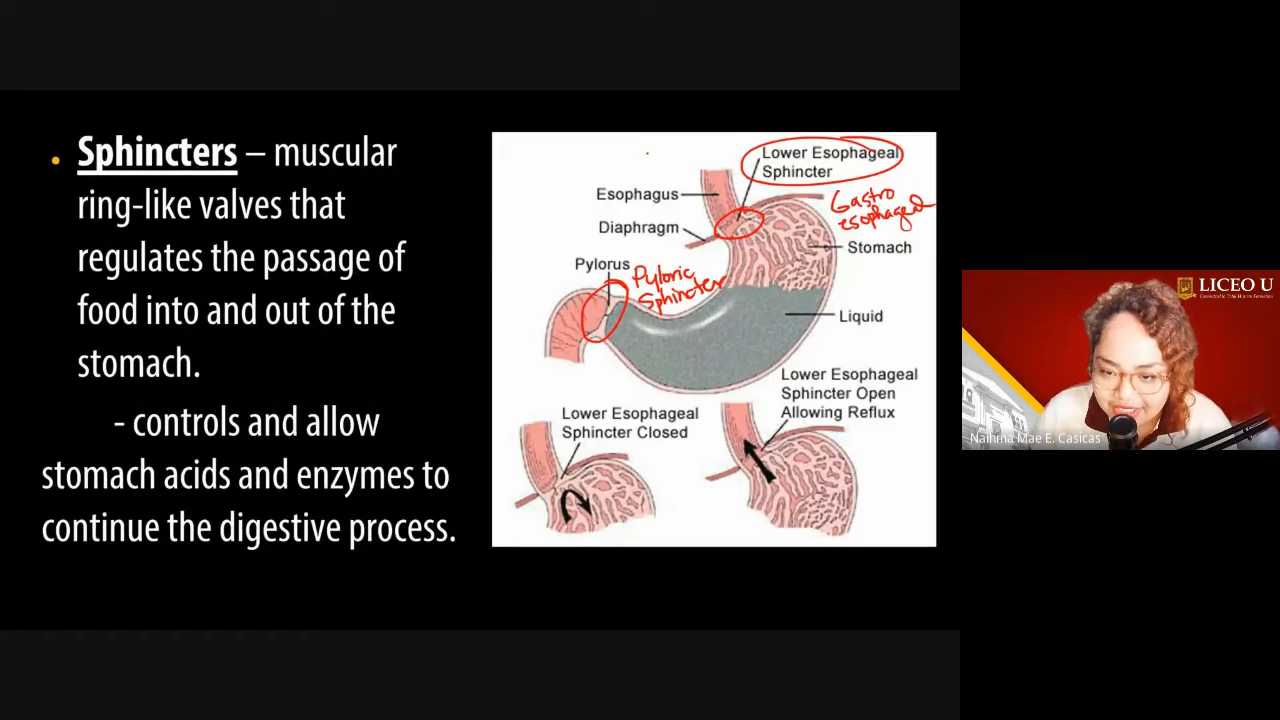 • Sphincters – muscular
ring-like valves that
regulates the passage of
food into and out of the
stomach.
- controls and allow
stomach acids and enzymes to
continue the digestive process.
Lower Esophageal
Sphincter
Esophagus
Gastro
esophageal
Diaphragm
Stomach
Pylorus
Pyloric
Sphincter
Liquid
Lower Esophageal
Sphincter Open
Allowing Reflux
Lower Esophageal
Sphincter Closed
LICEO U
Naihma Mae E. Casicas